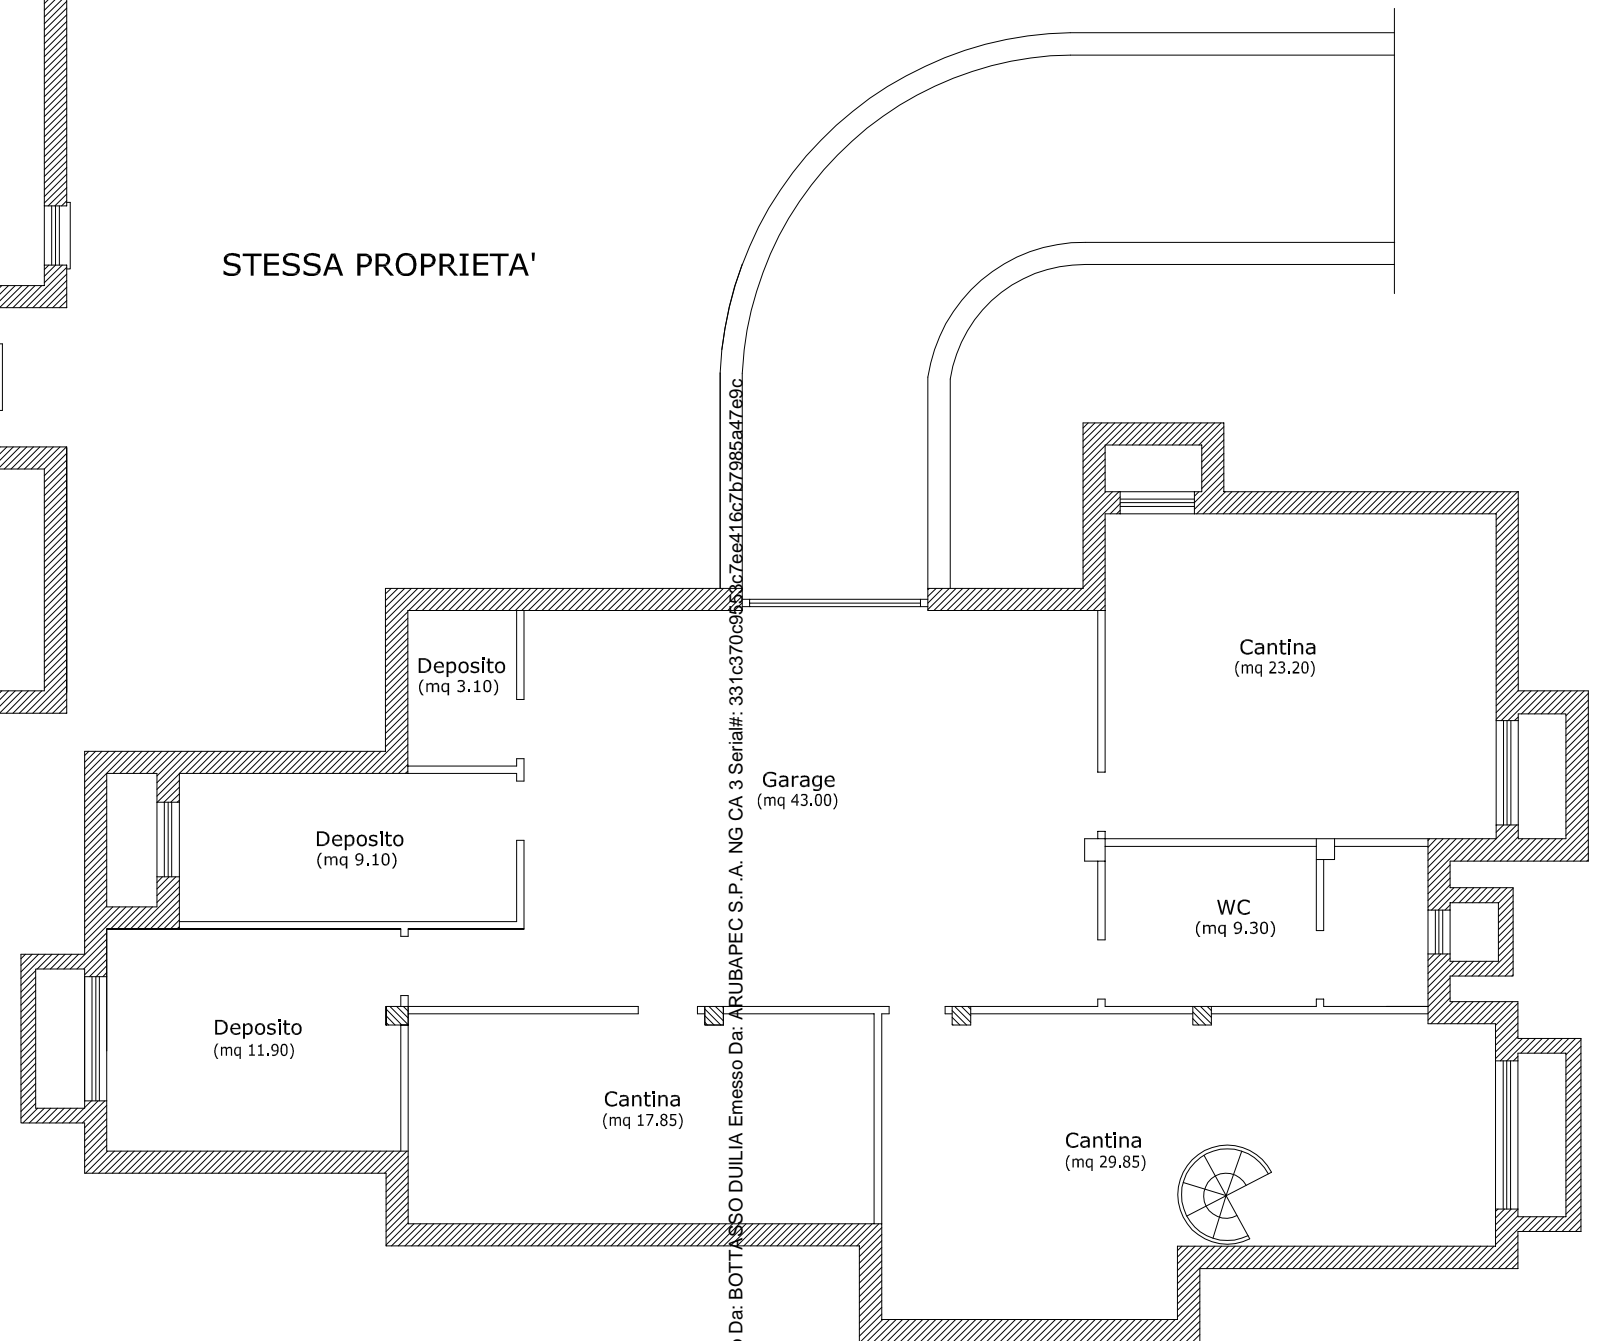 STESSA PROPRIETA'
Deposito
(mq 3.10)
Cantina
(mq 23.20)
Garage
(mq 43.00)
Deposito
(mq 9.10)
WC
(mq 9.30)
Deposito
(mq 11.90)
Cantina
(mq 17.85)
Cantina
(mq 29.85)
Da: BOTTASSO DUILIA Emesso Da: ARUBAPEC S.P.A. NG CA 3 Serial#: 331c370c9553c7ee416c7b7985a47e9c